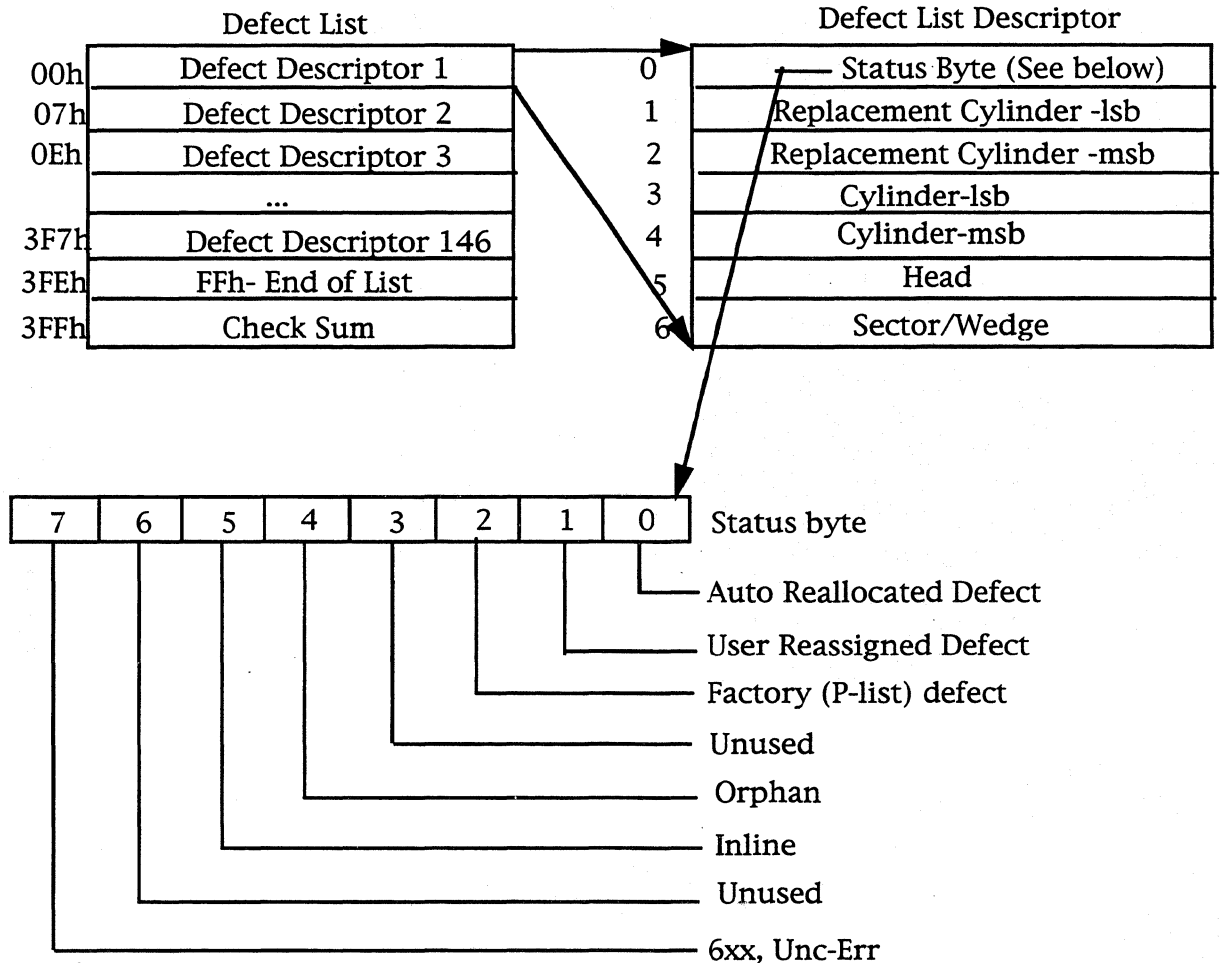 Defect List
Defect List Descriptor
00h Defect Descriptor 1
07h Defect Descriptor 2
0Eh Defect Descriptor 3
...
3F7h Defect Descriptor 146
3FEh FFh- End of List
3FFh Check Sum
0 Status Byte (See below)
1 Replacement Cylinder -lsb
2 Replacement Cylinder -msb
3 Cylinder-lsb
4 Cylinder-msb
5 Head
6 Sector/Wedge
7 6 5 4 3 2 1 0 Status byte
Auto Reallocated Defect
User Reassigned Defect
Factory (P-list) defect
Unused
Orphan
Inline
Unused
6xx, Unc-Err